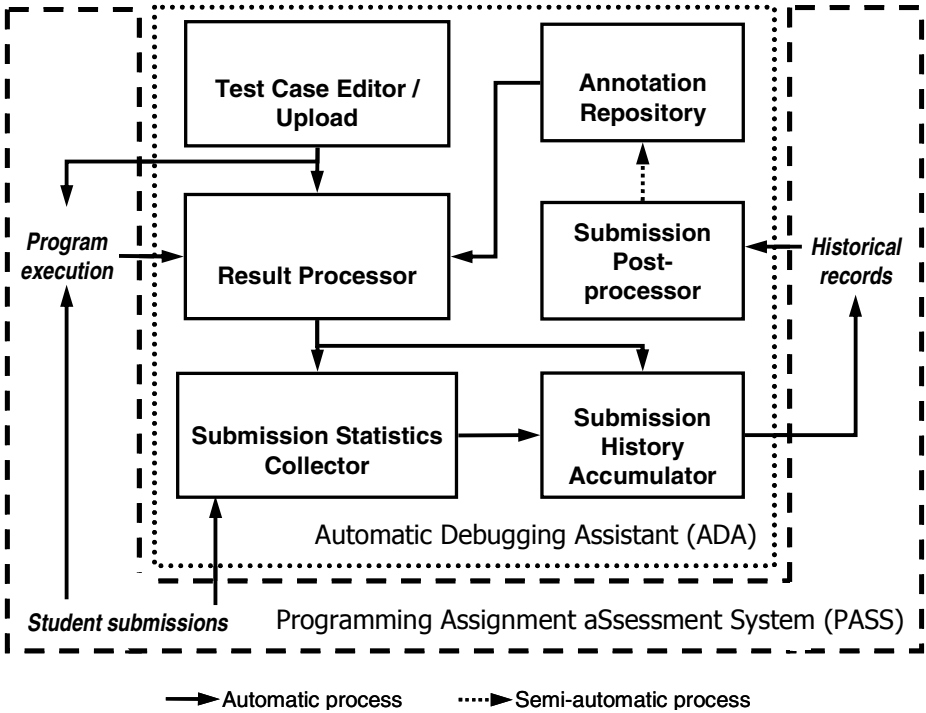 Test Case Editor /
Upload
Annotation
Repository
Program
execution
Result Processor
Submission
Post-
processor
Historical
records
Submission Statistics
Collector
Submission
History
Accumulator
Automatic Debugging Assistant (ADA)
Student submissions
Programming Assignment aSsessment System (PASS)
Automatic process
Semi-automatic process